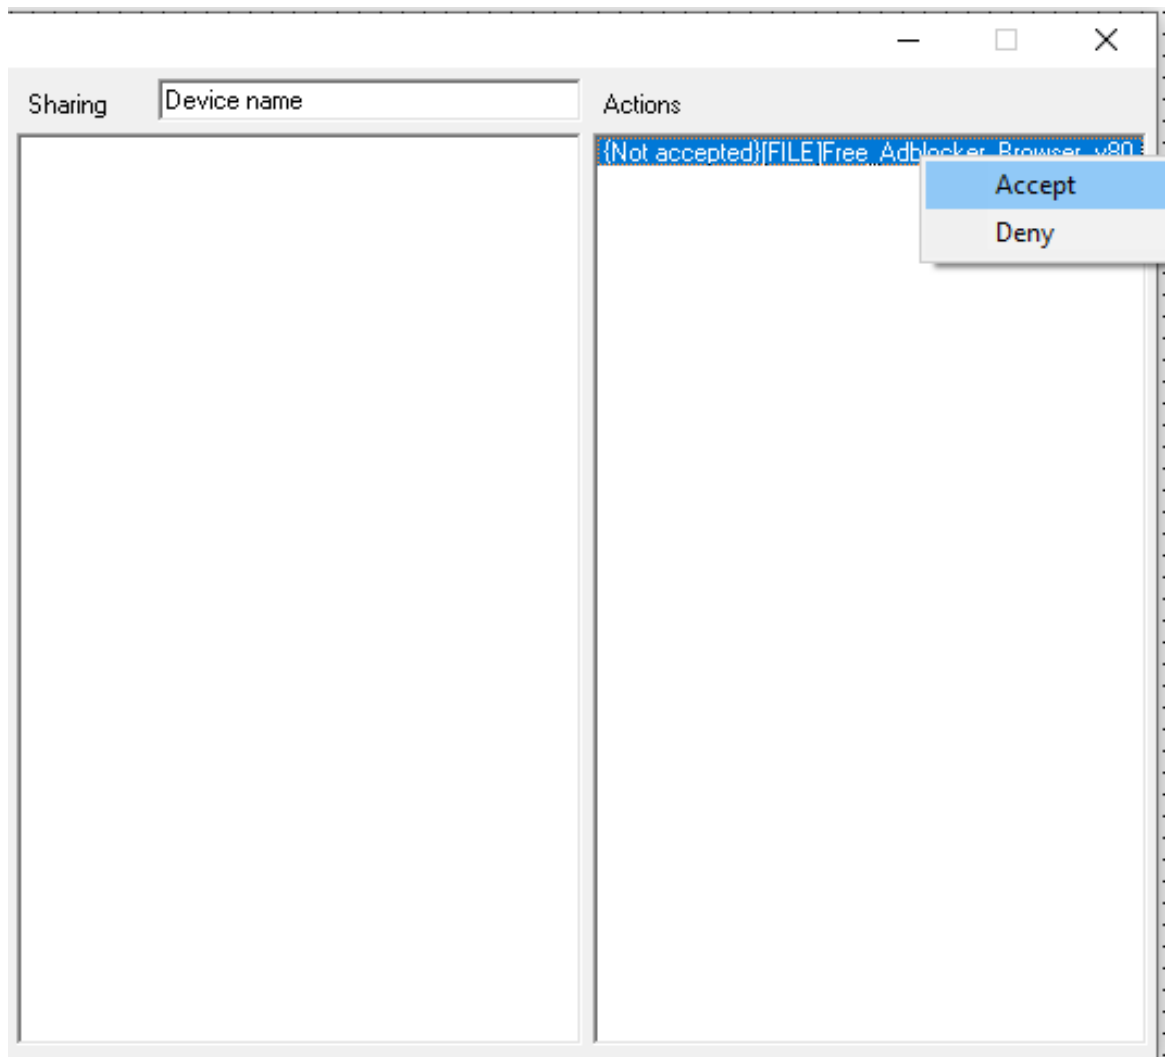 Sharing
Device name
Actions
{Not accepted}[FILE]Free_Adblocker_Browser_v80
Accept
Deny